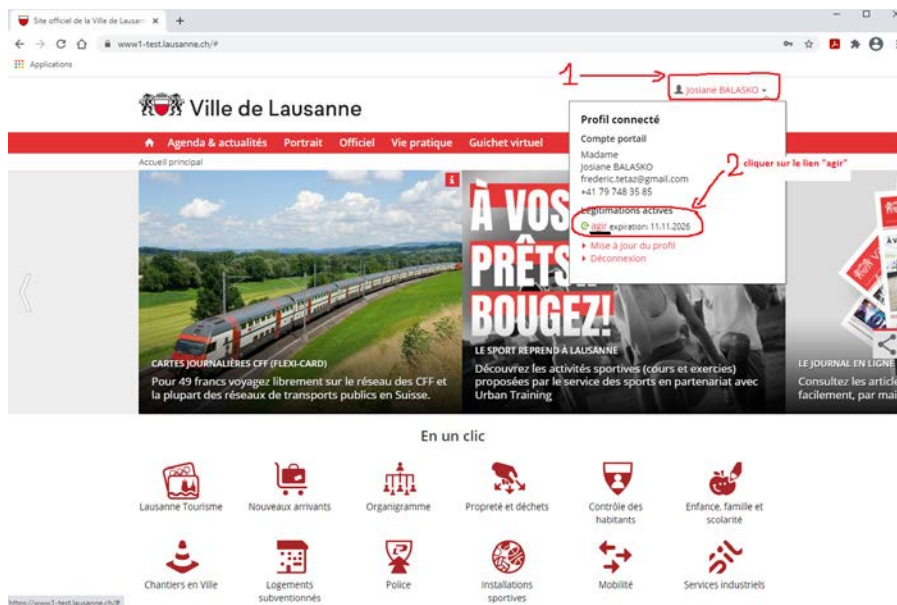 Site officiel de la Ville de Lausan
www1-test.lausanne.ch/#
Applications
1
Josiane BALASKO
Ville de Lausanne
Profil connecté
Compte portail
Madame
Josiane BALASKO
frederic.tetaz@gmail.com
+41 79 748 35 85
Légitimations actives
agir expiration: 11.11.2026
Mise à jour du profil
Déconnexion
2 cliquer sur le lien "agir"
Agenda & actualités Portrait Officiel Vie pratique Guichet virtuel
Accueil principal
CARTES JOURNALIÈRES CFF (FLEXI-CARD)
Pour 49 francs voyagez librement sur le réseau des CFF et
la plupart des réseaux de transports publics en Suisse.
À VOS
PRÊTS
BOUGEZ!
LE SPORT REPREND À LAUSANNE
Découvrez les activités sportives (cours et exercies)
proposées par le service des sports en partenariat avec
Urban Training
LE JOURNAL EN LIGNE
Consultez les article
facilement, par mai
En un clic
Lausanne Tourisme
Nouveaux arrivants
Organigramme
Propreté et déchets
Contrôle des
habitants
Enfance, famille et
scolarité
Chantiers en Ville
Logements
subventionnés
Police
Installations
sportives
Mobilité
Services industriels
https://www1-test.lausanne.ch/#